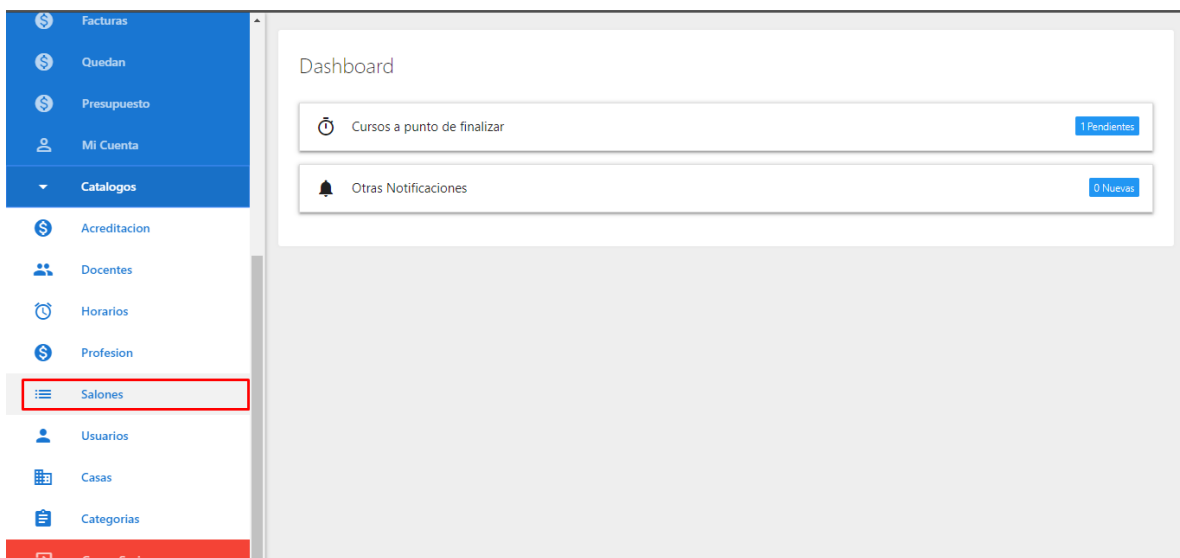 Facturas
Quedan
Presupuesto
Mi Cuenta
Catalogos
Acreditacion
Docentes
Horarios
Profesion
Salones
Usuarios
Casas
Categorias
Dashboard
Cursos a punto de finalizar
1 Pendientes
Otras Notificaciones
0 Nuevas